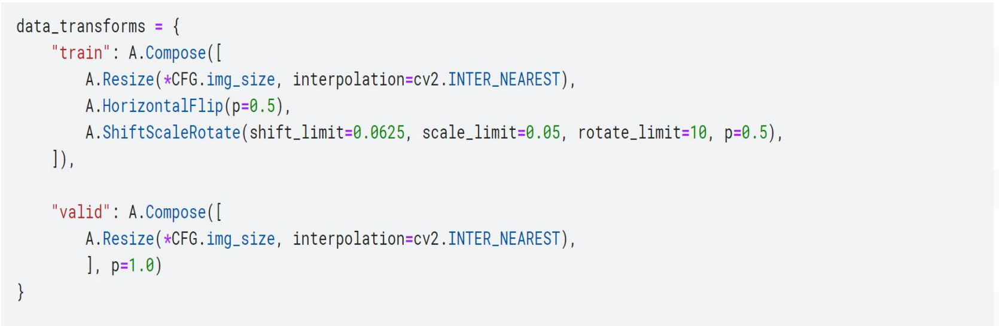 data_transforms = {
    "train": A.Compose([
        A.Resize(*CFG.img_size, interpolation=cv2.INTER_NEAREST),
        A.HorizontalFlip(p=0.5),
        A.ShiftScaleRotate(shift_limit=0.0625, scale_limit=0.05, rotate_limit=10, p=0.5),
    ]),
    "valid": A.Compose([
        A.Resize(*CFG.img_size, interpolation=cv2.INTER_NEAREST),
        ], p=1.0)
}